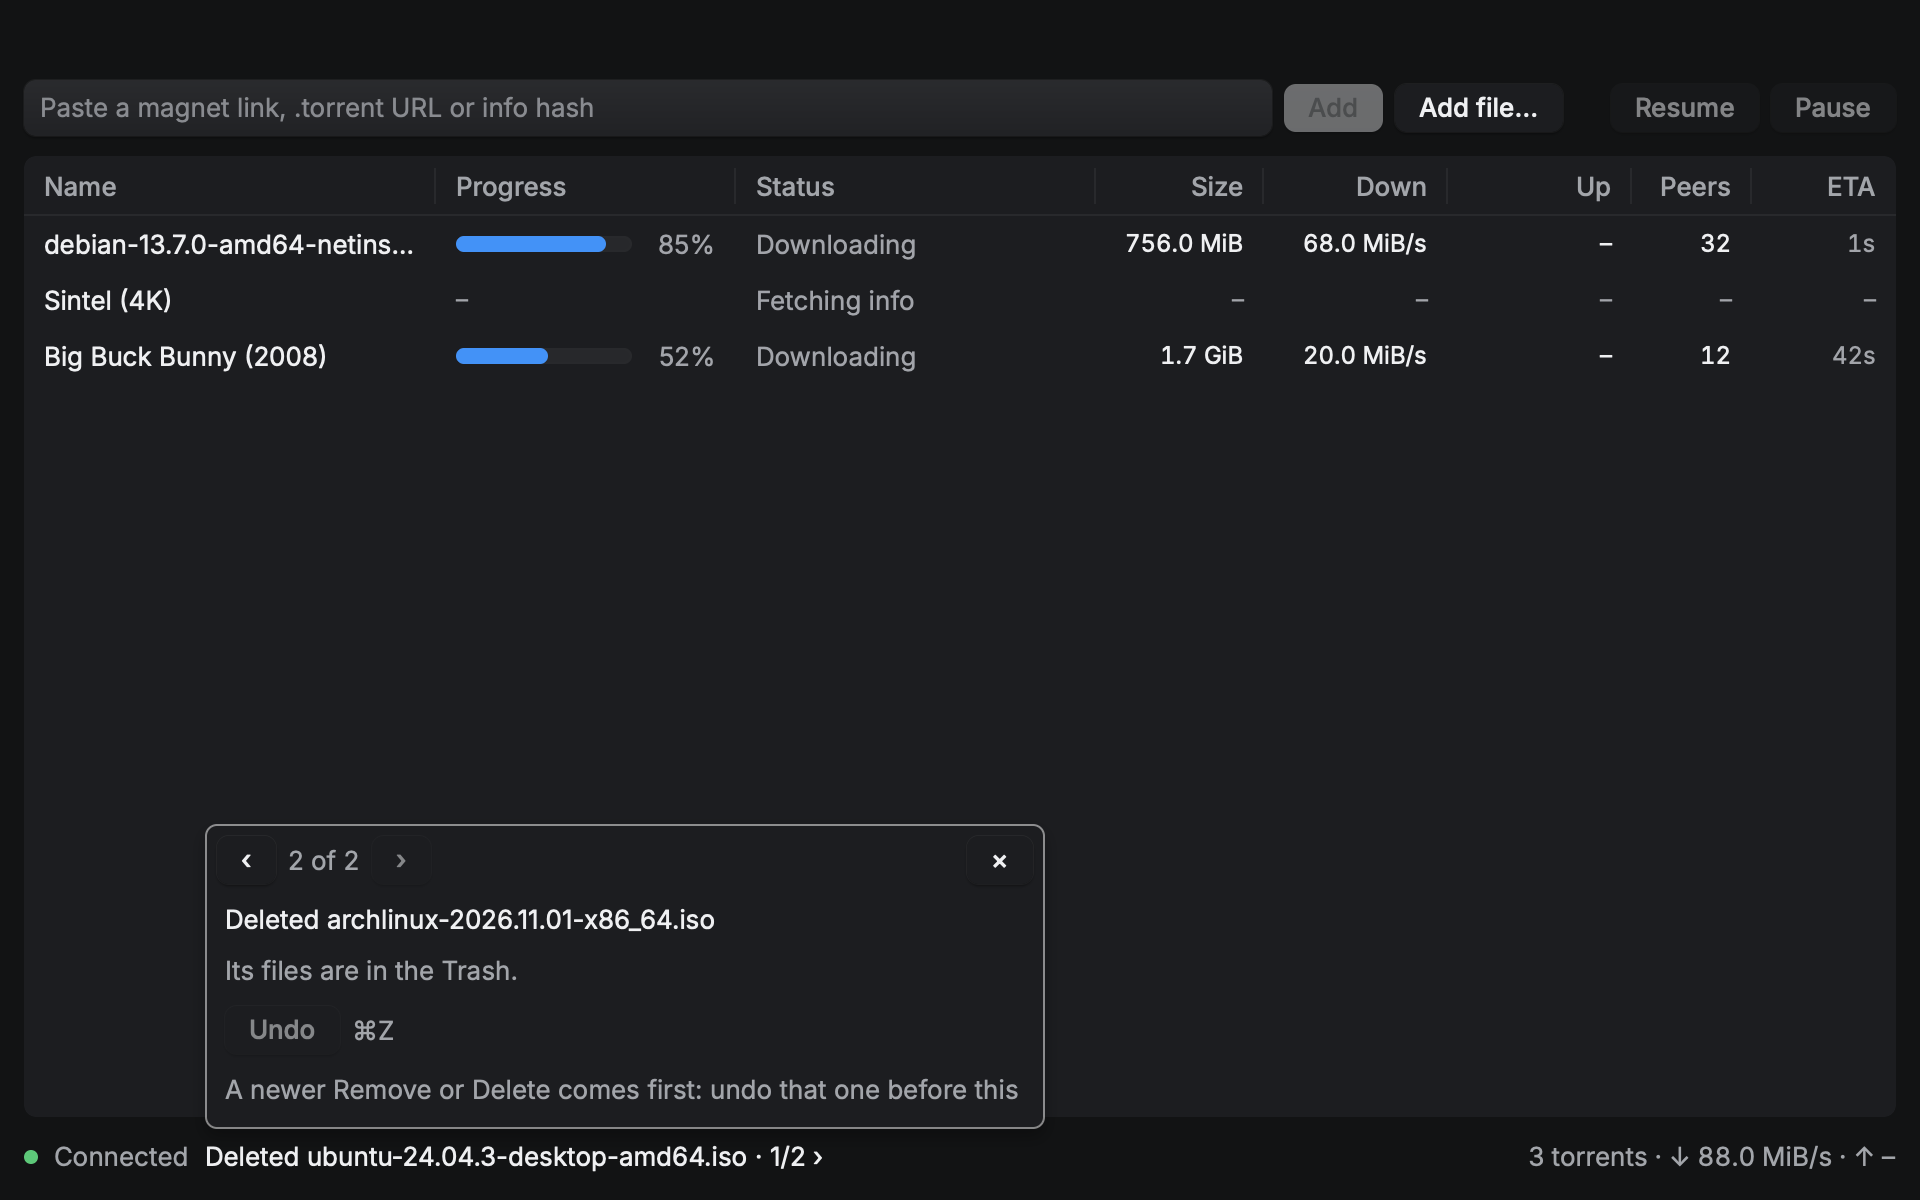 Paste a magnet link, .torrent URL or info hash Add Add file... Resume Pause
Name Progress Status Size Down Up Peers ETA
debian-13.7.0-amd64-netins... 85% Downloading 756.0 MiB 68.0 MiB/s – 32 1s
Sintel (4K) – Fetching info – – – – –
Big Buck Bunny (2008) 52% Downloading 1.7 GiB 20.0 MiB/s – 12 42s
‹ 2 of 2 › ×
Deleted archlinux-2026.11.01-x86_64.iso
Its files are in the Trash.
Undo ⌘Z
A newer Remove or Delete comes first: undo that one before this
Connected Deleted ubuntu-24.04.3-desktop-amd64.iso · 1/2 › 3 torrents · ↓ 88.0 MiB/s · ↑ –